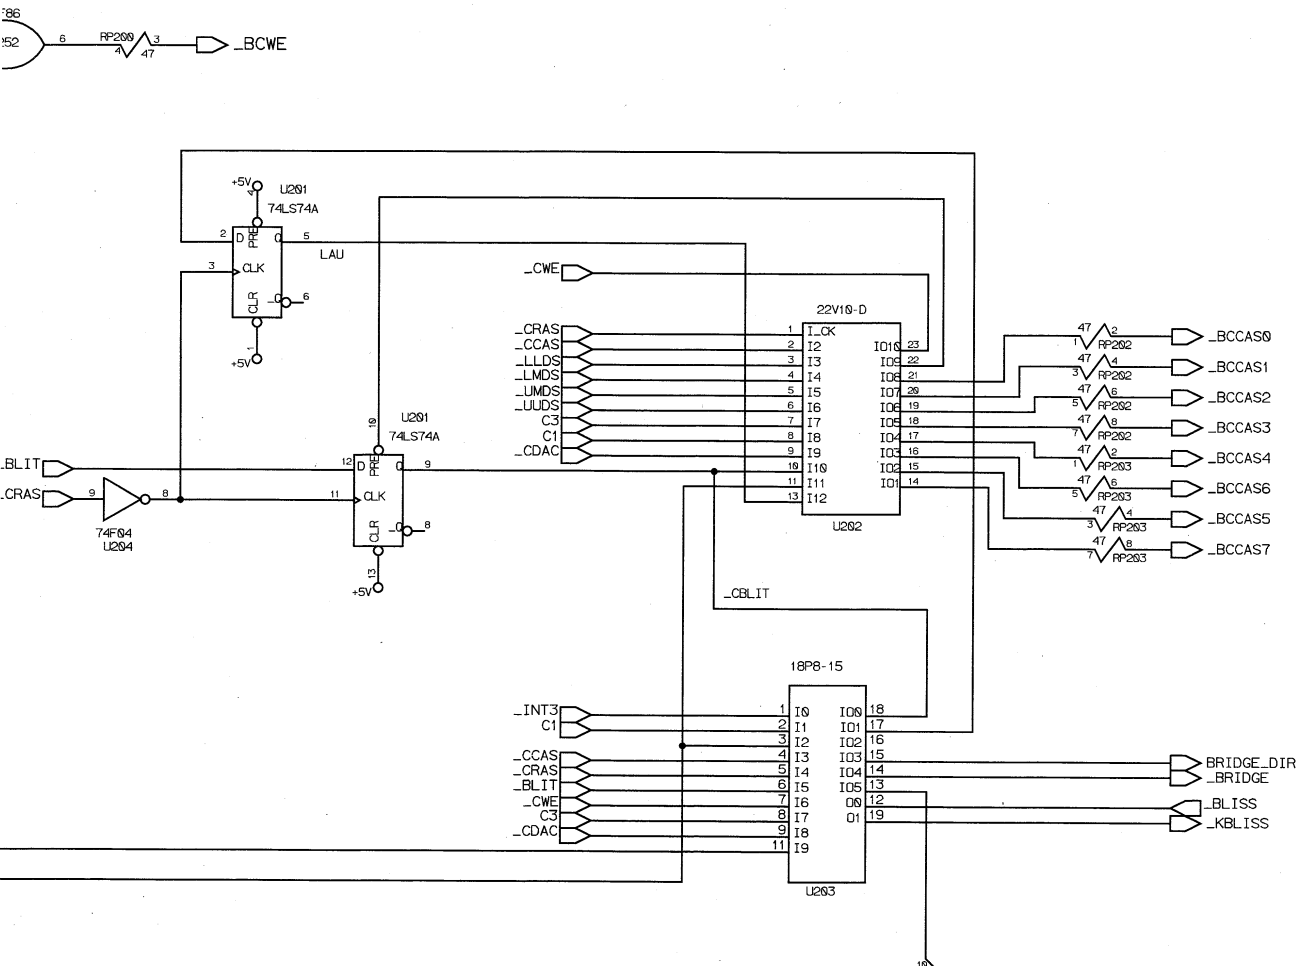 F86
252 6 RP200 4 3 47 _BCWE
+5V 4 U201
74LS74A
2 D PRE Q 5 LAU
3 CLK
CLR _Q 6
1
+5V
_CWE
22V10-D
_CRAS 1 I_CK
_CCAS 2 I2 IO10 23
_LLDS 3 I3 IO9 22
_LMDS 4 I4 IO8 21
_UMDS 5 I5 IO7 20
_UUDS 6 I6 IO6 19
C3 7 I7 IO5 18
C1 8 I8 IO4 17
_CDAC 9 I9 IO3 16
10 I10 IO2 15
11 I11 IO1 14
13 I12
U202
47 1 2 RP202 _BCCAS0
47 3 4 RP202 _BCCAS1
47 5 6 RP202 _BCCAS2
47 7 8 RP202 _BCCAS3
47 1 2 RP203 _BCCAS4
47 5 6 RP203 _BCCAS6
47 3 4 RP203 _BCCAS5
47 7 8 RP203 _BCCAS7
10 U201
74LS74A
_BLIT 12 D PRE Q 9
_CRAS 9 8 11 CLK
74F04
U204
CLR _Q 8
13
+5V
_CBLIT
18P8-15
_INT3 1 I0 IO0 18
C1 2 I1 IO1 17
3 I2 IO2 16
_CCAS 4 I3 IO3 15 BRIDGE_DIR
_CRAS 5 I4 IO4 14 _BRIDGE
_BLIT 6 I5 IO5 13
_CWE 7 I6 O0 12 _BLISS
C3 8 I7 O1 19 _KBLISS
_CDAC 9 I8
11 I9
U203